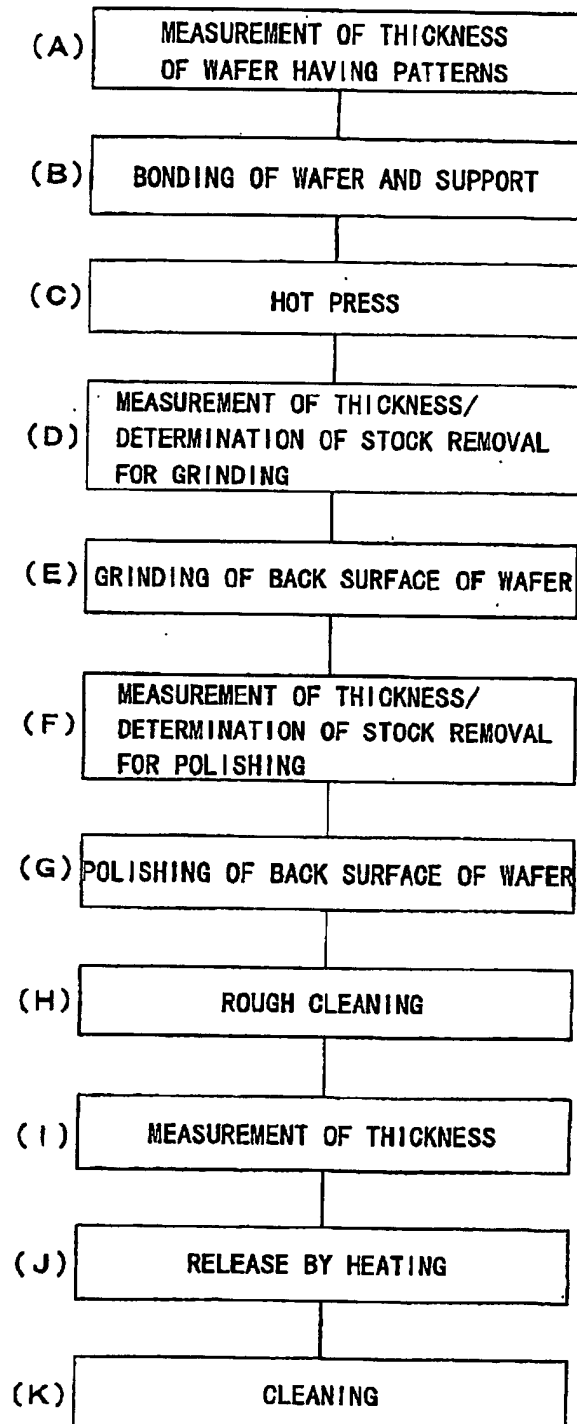 (A) MEASUREMENT OF THICKNESS
OF WAFER HAVING PATTERNS
(B) BONDING OF WAFER AND SUPPORT
(C) HOT PRESS
(D) MEASUREMENT OF THICKNESS/
DETERMINATION OF STOCK REMOVAL
FOR GRINDING
(E) GRINDING OF BACK SURFACE OF WAFER
(F) MEASUREMENT OF THICKNESS/
DETERMINATION OF STOCK REMOVAL
FOR POLISHING
(G) POLISHING OF BACK SURFACE OF WAFER
(H) ROUGH CLEANING
(I) MEASUREMENT OF THICKNESS
(J) RELEASE BY HEATING
(K) CLEANING